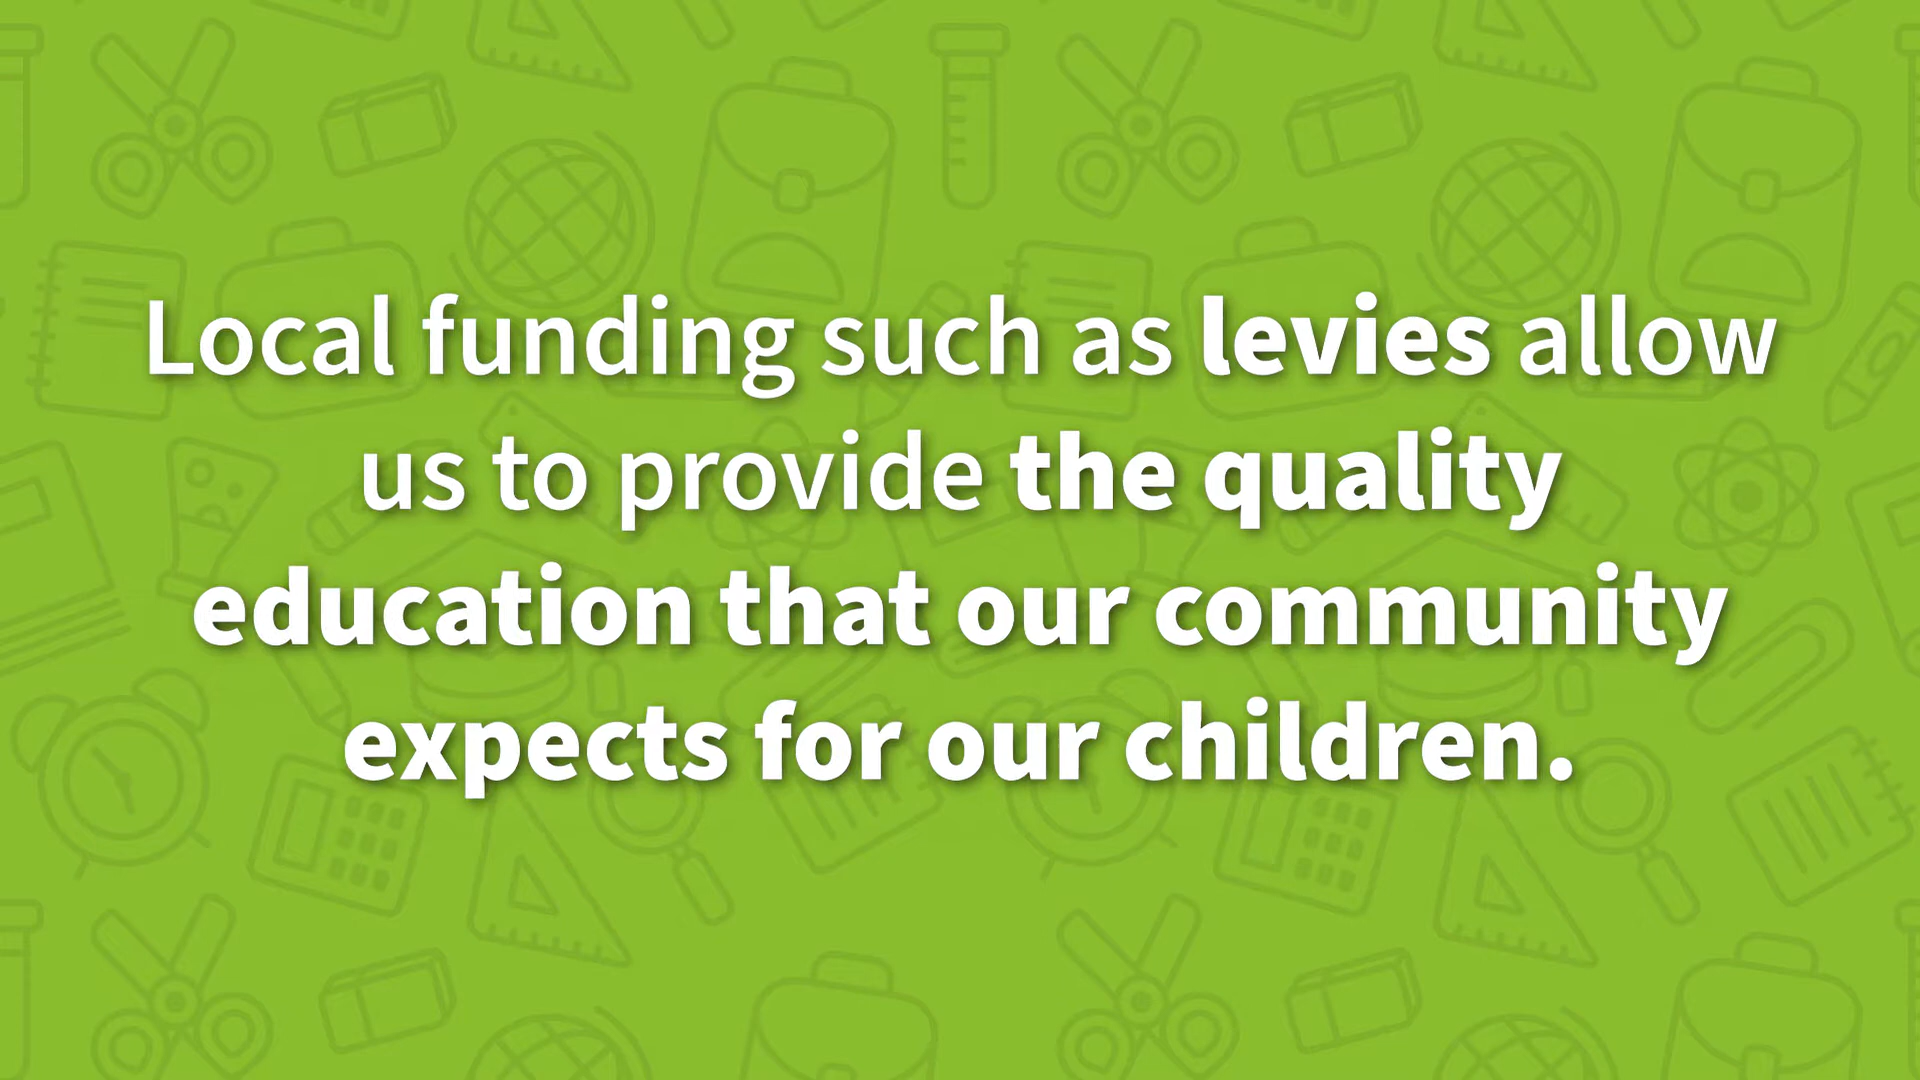 Local funding such as levies allow
us to provide the quality
education that our community
expects for our children.